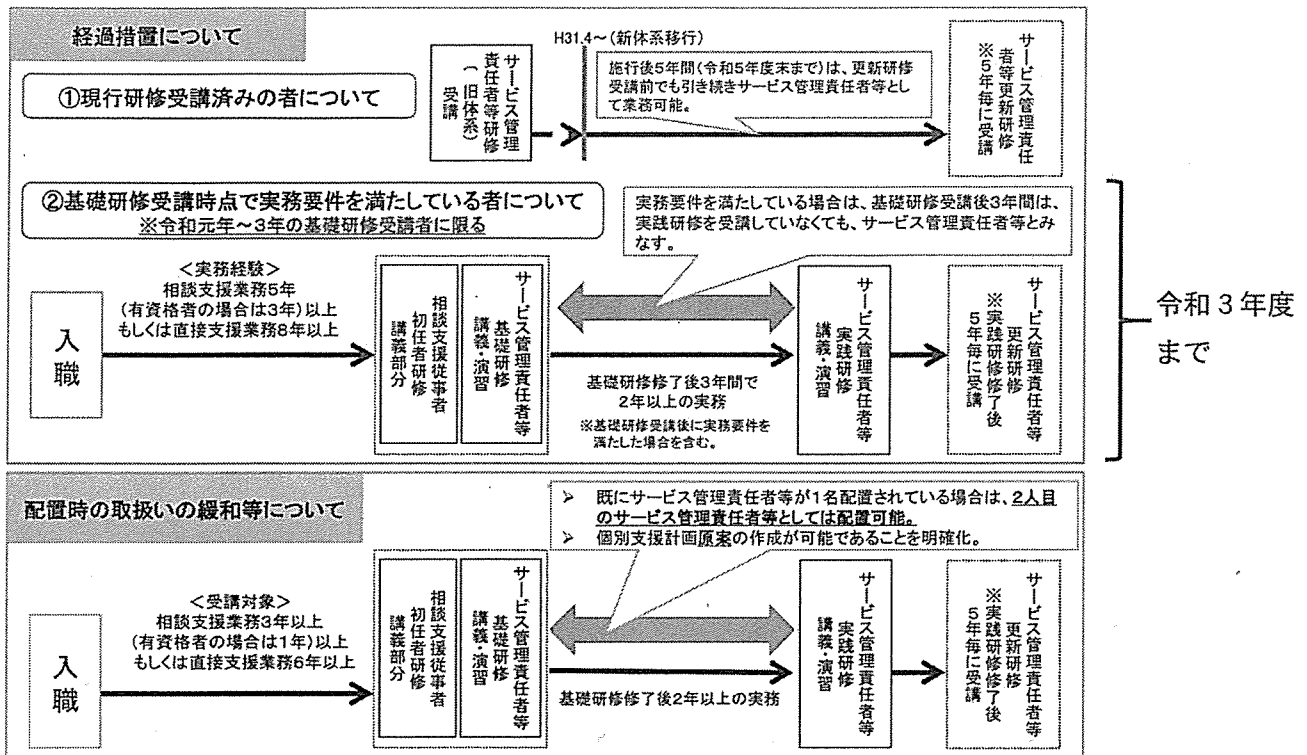 経過措置について
①現行研修受講済みの者について
サービス管理
責任者等研修
（旧体系）
受講
H31.4～（新体系移行）
施行後5年間（令和5年度末まで）は、更新研修
受講前でも引き続きサービス管理責任者等とし
て業務可能。
サービス管理責任
者等更新研修
※5年毎に受講
②基礎研修受講時点で実務要件を満たしている者について
※令和元年～3年の基礎研修受講者に限る
実務要件を満たしている場合は、基礎研修受講後3年間は、
実践研修を受講していなくても、サービス管理責任者等とみ
なす。
入職
＜実務経験＞
相談支援業務5年
（有資格者の場合は3年）以上
もしくは直接支援業務8年以上
相談支援従事者
初任者研修
講義部分
サービス管理責任者等
基礎研修
講義・演習
基礎研修修了後3年間で
2年以上の実務
※基礎研修受講後に実務要件を
満たした場合を含む。
サービス管理責任者等
実践研修
講義・演習
サービス管理責任者等
更新研修
※実践研修修了後
5年毎に受講
令和3年度
まで
配置時の取扱いの緩和等について
➢ 既にサービス管理責任者等が1名配置されている場合は、2人目
のサービス管理責任者等としては配置可能。
➢ 個別支援計画原案の作成が可能であることを明確化。
入職
＜受講対象＞
相談支援業務3年以上
（有資格者の場合は1年）以上
もしくは直接支援業務6年以上
相談支援従事者
初任者研修
講義部分
サービス管理責任者等
基礎研修
講義・演習
基礎研修修了後2年以上の実務
サービス管理責任者等
実践研修
講義・演習
サービス管理責任者等
更新研修
※実践研修修了後
5年毎に受講